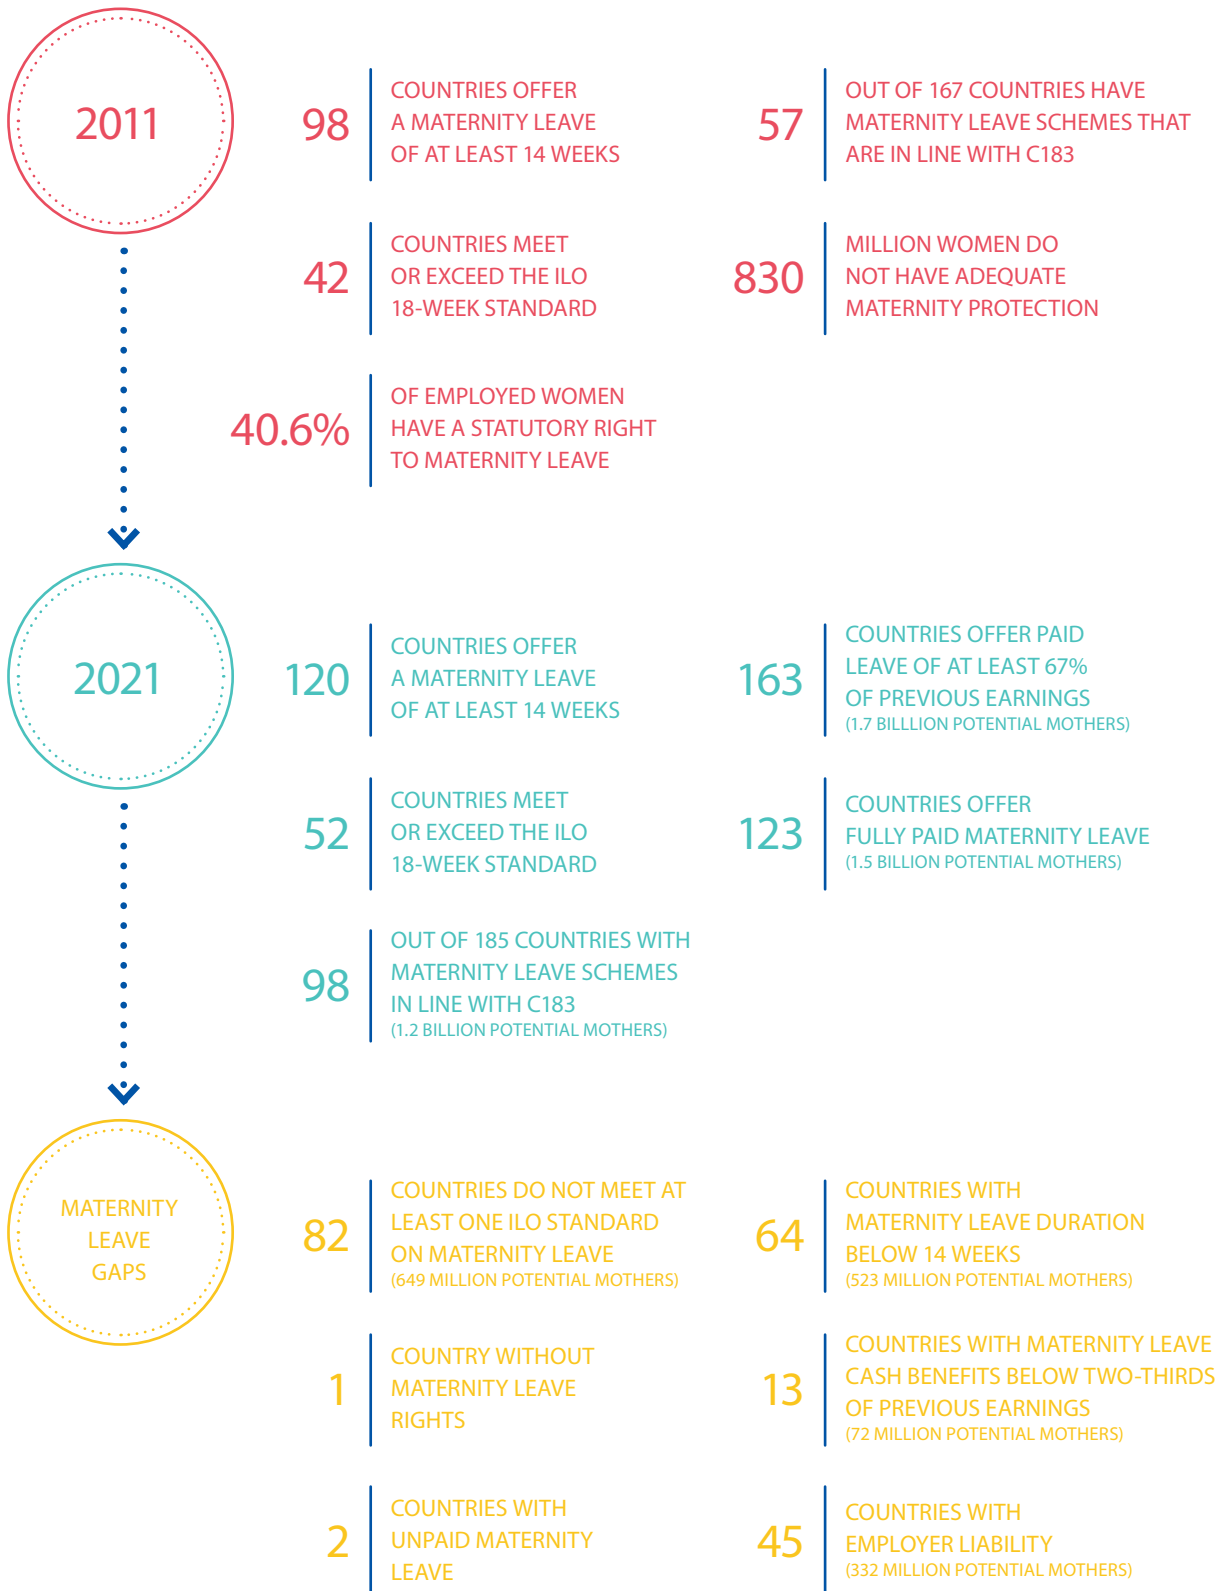 2011
98
COUNTRIES OFFER
A MATERNITY LEAVE
OF AT LEAST 14 WEEKS
57
OUT OF 167 COUNTRIES HAVE
MATERNITY LEAVE SCHEMES THAT
ARE IN LINE WITH C183
42
COUNTRIES MEET
OR EXCEED THE ILO
18-WEEK STANDARD
830
MILLION WOMEN DO
NOT HAVE ADEQUATE
MATERNITY PROTECTION
40.6%
OF EMPLOYED WOMEN
HAVE A STATUTORY RIGHT
TO MATERNITY LEAVE
2021
120
COUNTRIES OFFER
A MATERNITY LEAVE
OF AT LEAST 14 WEEKS
163
COUNTRIES OFFER PAID
LEAVE OF AT LEAST 67%
OF PREVIOUS EARNINGS
(1.7 BILLLION POTENTIAL MOTHERS)
52
COUNTRIES MEET
OR EXCEED THE ILO
18-WEEK STANDARD
123
COUNTRIES OFFER
FULLY PAID MATERNITY LEAVE
(1.5 BILLION POTENTIAL MOTHERS)
98
OUT OF 185 COUNTRIES WITH
MATERNITY LEAVE SCHEMES
IN LINE WITH C183
(1.2 BILLION POTENTIAL MOTHERS)
MATERNITY
LEAVE
GAPS
82
COUNTRIES DO NOT MEET AT
LEAST ONE ILO STANDARD
ON MATERNITY LEAVE
(649 MILLION POTENTIAL MOTHERS)
64
COUNTRIES WITH
MATERNITY LEAVE DURATION
BELOW 14 WEEKS
(523 MILLION POTENTIAL MOTHERS)
1
COUNTRY WITHOUT
MATERNITY LEAVE
RIGHTS
13
COUNTRIES WITH MATERNITY LEAVE
CASH BENEFITS BELOW TWO-THIRDS
OF PREVIOUS EARNINGS
(72 MILLION POTENTIAL MOTHERS)
2
COUNTRIES WITH
UNPAID MATERNITY
LEAVE
45
COUNTRIES WITH
EMPLOYER LIABILITY
(332 MILLION POTENTIAL MOTHERS)